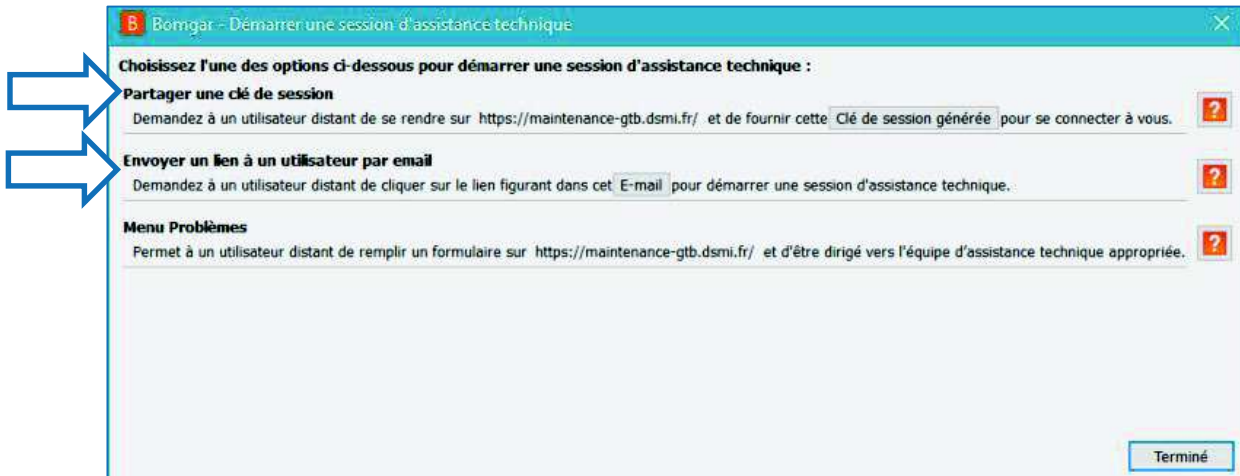 Bomgar - Démarrer une session d'assistance technique
Choisissez l'une des options ci-dessous pour démarrer une session d'assistance technique :
Partager une clé de session
Demandez à un utilisateur distant de se rendre sur https://maintenance-gtb.dsmi.fr/ et de fournir cette Clé de session générée pour se connecter à vous.
Envoyer un lien à un utilisateur par email
Demandez à un utilisateur distant de cliquer sur le lien figurant dans cet E-mail pour démarrer une session d'assistance technique.
Menu Problèmes
Permet à un utilisateur distant de remplir un formulaire sur https://maintenance-gtb.dsmi.fr/ et d'être dirigé vers l'équipe d'assistance technique appropriée.
Terminé